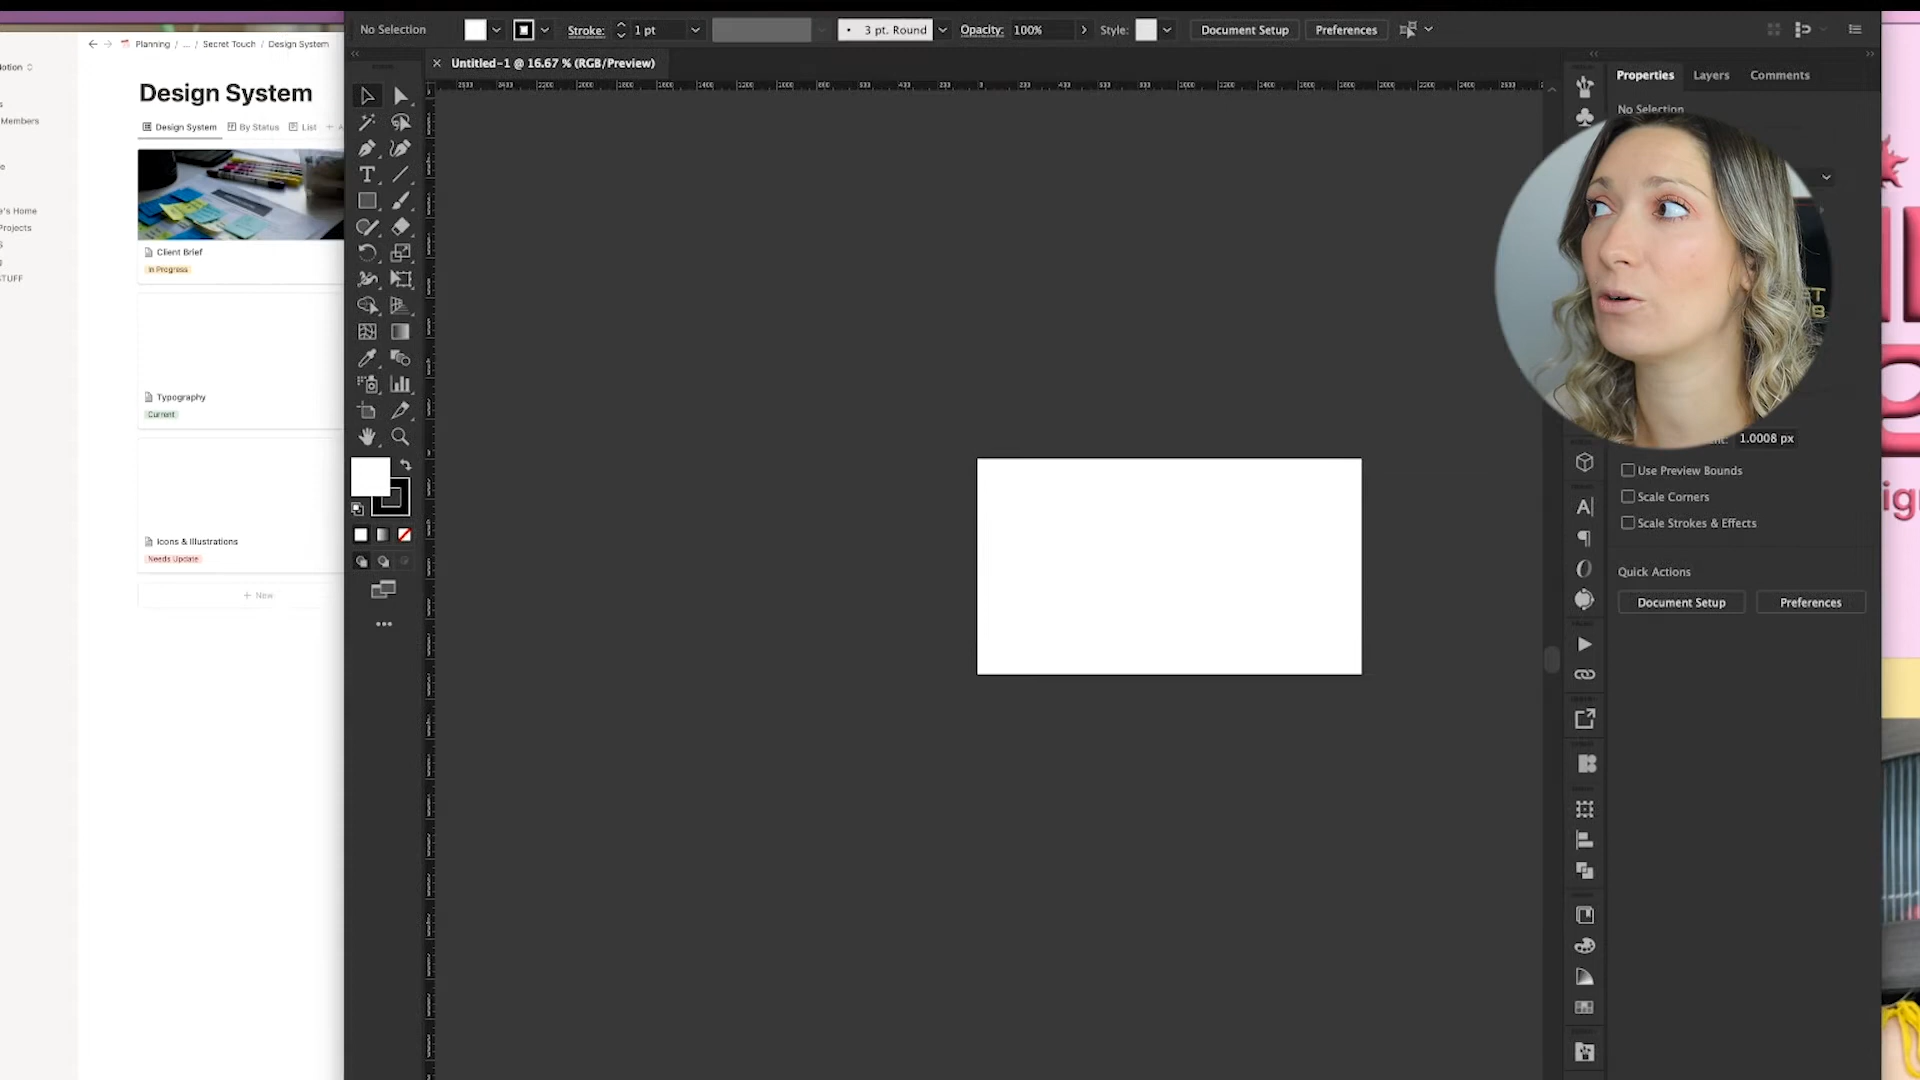 No Selection
Stroke:
1 pt
3 pt. Round
Opacity:
100%
Style:
Document Setup
Preferences
Planning / ... / Secret Touch / Design System
Untitled-1 @ 16.67 % (RGB/Preview)
Properties
Layers
Comments
No Selection
Design System
Members
Design System
By Status
List
e's Home
Projects
STUFF
Client Brief
In Progress
Typography
Current
Icons & Illustrations
Needs Update
+ New
1.0008 px
Use Preview Bounds
Scale Corners
Scale Strokes & Effects
Quick Actions
Document Setup
Preferences